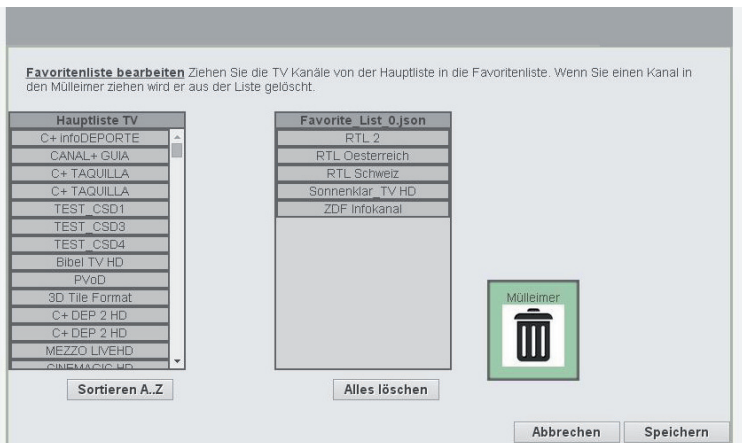 Favoritenliste bearbeiten Ziehen Sie die TV Kanäle von der Hauptliste in die Favoritenliste. Wenn Sie einen Kanal in
den Mülleimer ziehen wird er aus der Liste gelöscht.
Hauptliste TV
C+ infoDEPORTE
CANAL+ GUIA
C+ TAQUILLA
C+ TAQUILLA
TEST_CSD1
TEST_CSD3
TEST_CSD4
Bibel TV HD
PVoD
3D Tile Format
C+ DEP 2 HD
C+ DEP 2 HD
MEZZO LIVEHD
CINEMAGIC HD
Sortieren A..Z
Favorite_List_0.json
RTL 2
RTL Oesterreich
RTL Schweiz
Sonnenklar_TV HD
ZDF Infokanal
Alles löschen
Mülleimer
Abbrechen
Speichern